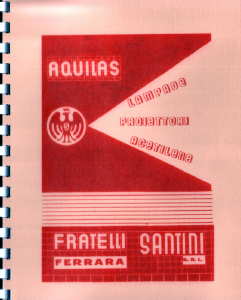 AQUILAS
LAMPADE
PROIETTORI
ACETILENE
FRATELLI SANTINI
FERRARA S.R.L.